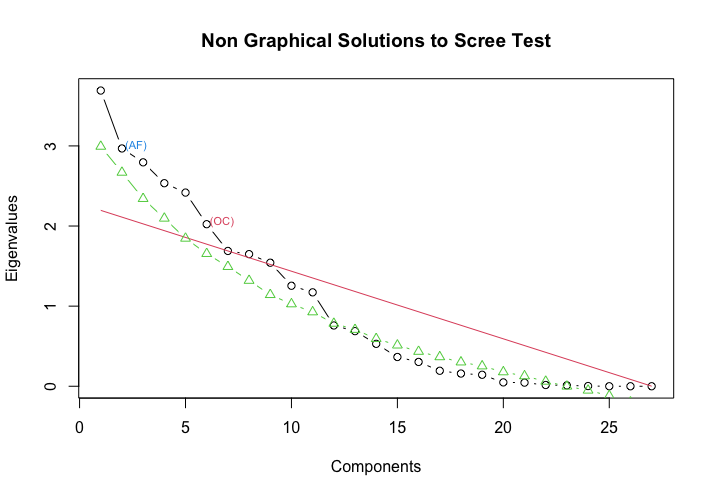 Non Graphical Solutions to Scree Test
Eigenvalues
3
2
1
0
(AF)
(OC)
0 5 10 15 20 25
Components